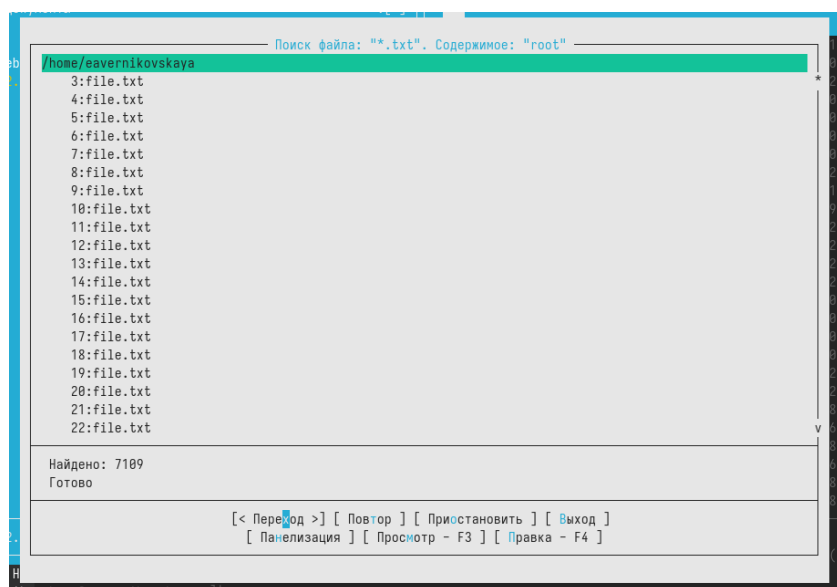 Поиск файла: "*.txt". Содержимое: "root"
/home/eavernikovskaya
3:file.txt
4:file.txt
5:file.txt
6:file.txt
7:file.txt
8:file.txt
9:file.txt
10:file.txt
11:file.txt
12:file.txt
13:file.txt
14:file.txt
15:file.txt
16:file.txt
17:file.txt
18:file.txt
19:file.txt
20:file.txt
21:file.txt
22:file.txt
Найдено: 7109
Готово
[< Переход >] [ Повтор ] [ Приостановить ] [ Выход ]
[ Панелизация ] [ Просмотр - F3 ] [ Правка - F4 ]